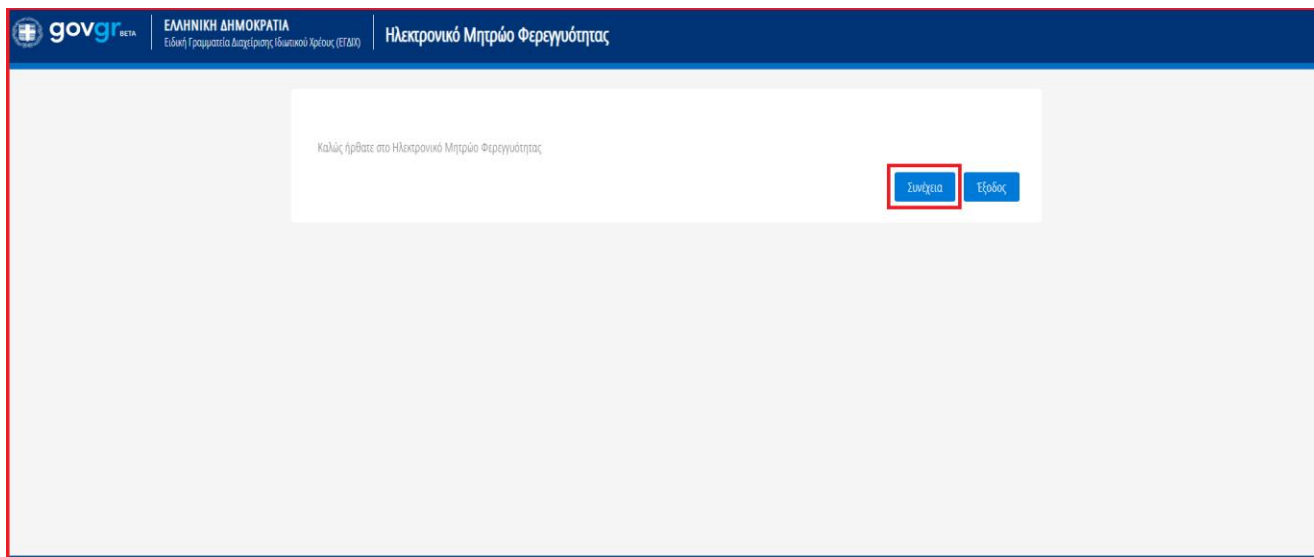 govgr BETA
ΕΛΛΗΝΙΚΗ ΔΗΜΟΚΡΑΤΙΑ
Ειδική Γραμματεία Διαχείρισης Ιδιωτικού Χρέους (ΕΓΔΙΧ)
Ηλεκτρονικό Μητρώο Φερεγγυότητας
Καλώς ήρθατε στο Ηλεκτρονικό Μητρώο Φερεγγυότητας
Συνέχεια Έξοδος